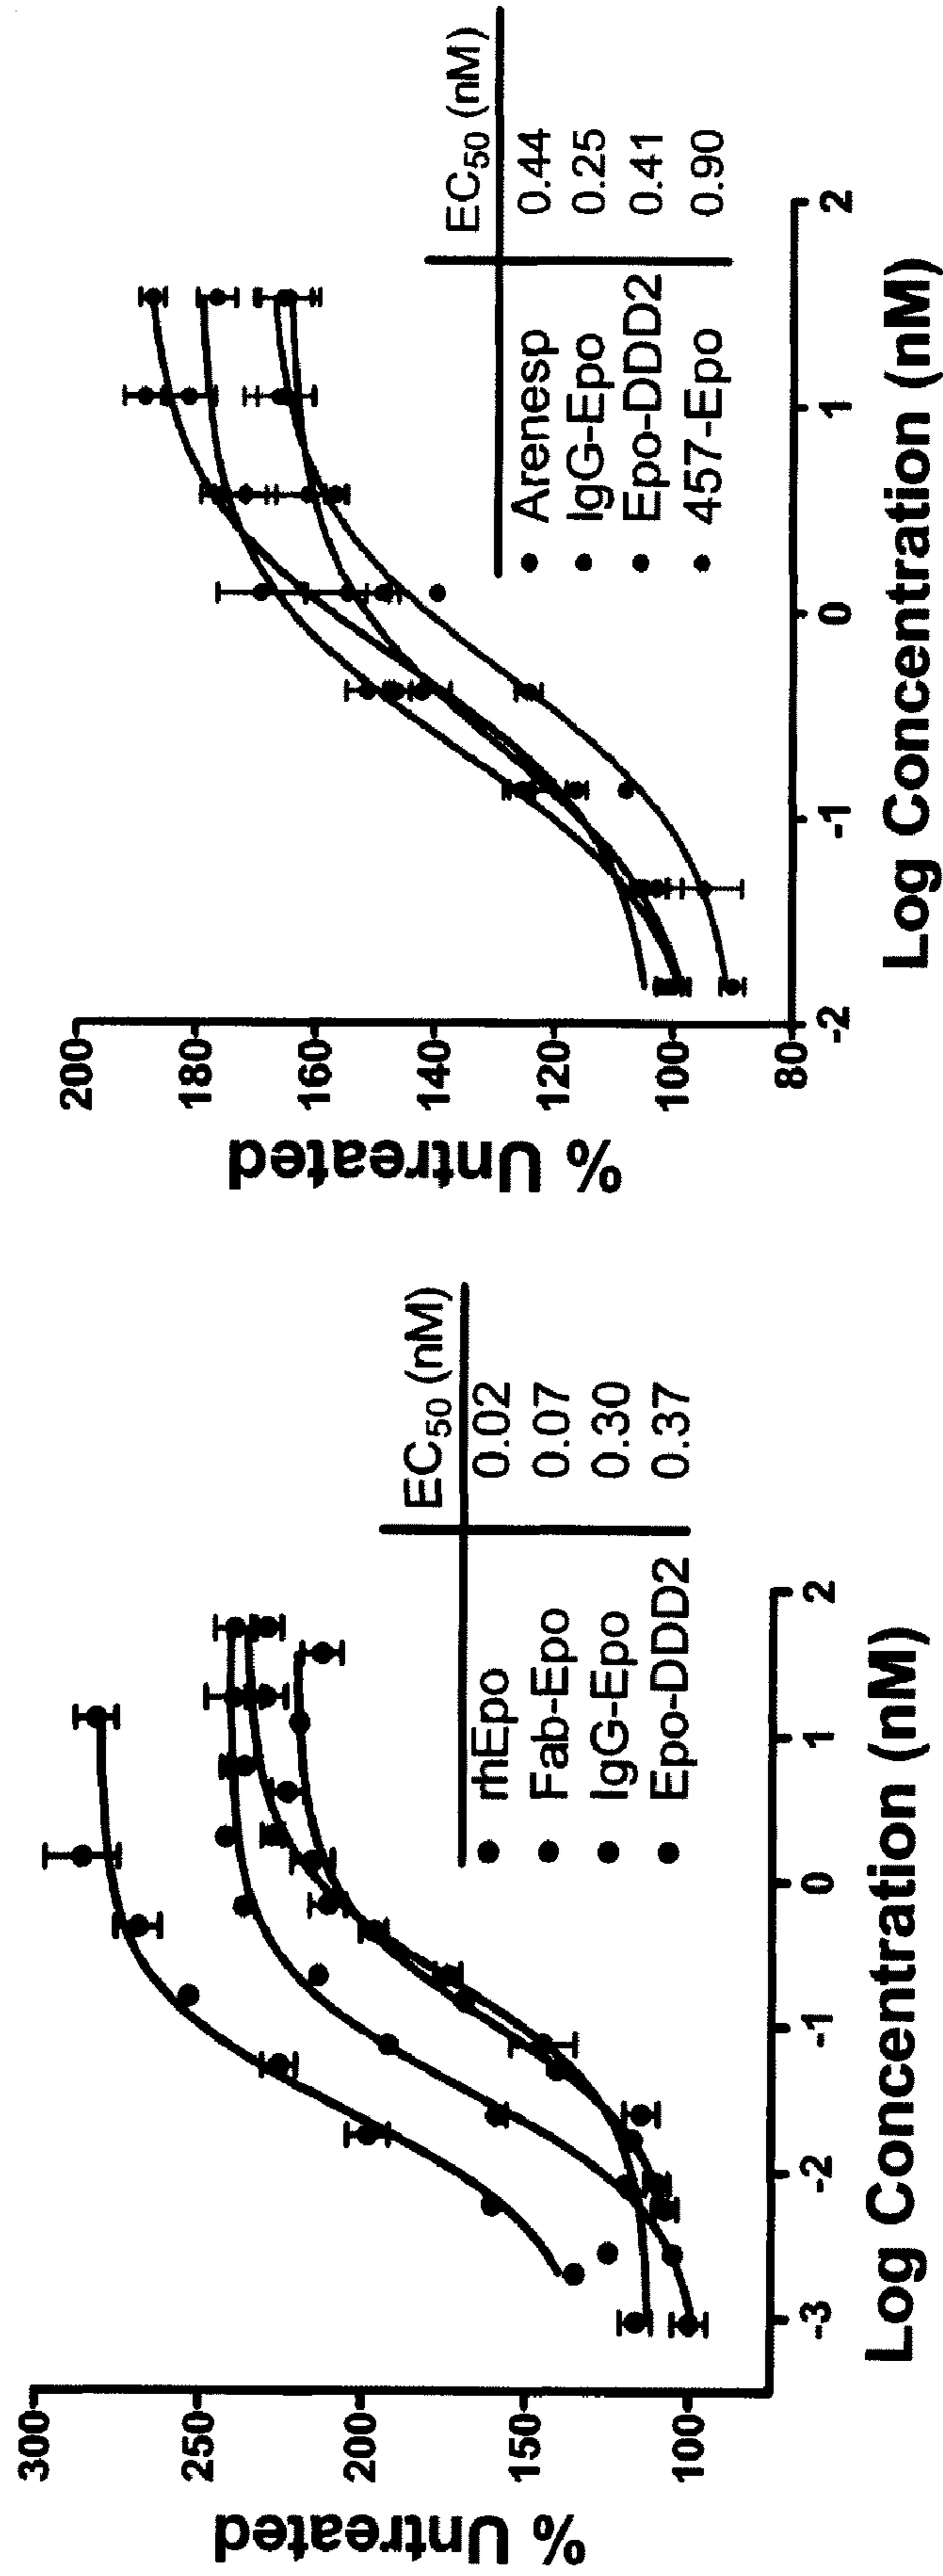 % Untreated
300
250
200
150
100
-3
-2
-1
0
1
2
Log Concentration (nM)
EC50 (nM)
rhEpo 0.02
Fab-Epo 0.07
IgG-Epo 0.30
Epo-DDD2 0.37
% Untreated
200
180
160
140
120
100
80
-2
-1
0
1
2
Log Concentration (nM)
EC50 (nM)
Arenesp 0.44
IgG-Epo 0.25
Epo-DDD2 0.41
457-Epo 0.90